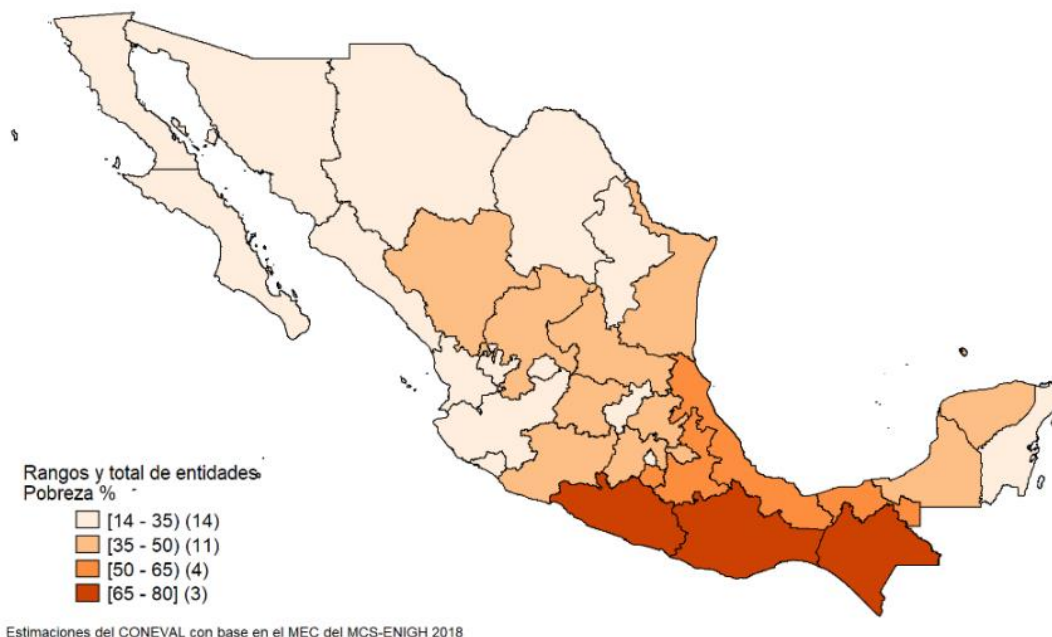 Rangos y total de entidades
Pobreza %
[14 - 35) (14)
[35 - 50) (11)
[50 - 65) (4)
[65 - 80] (3)
Estimaciones del CONEVAL con base en el MEC del MCS-ENIGH 2018